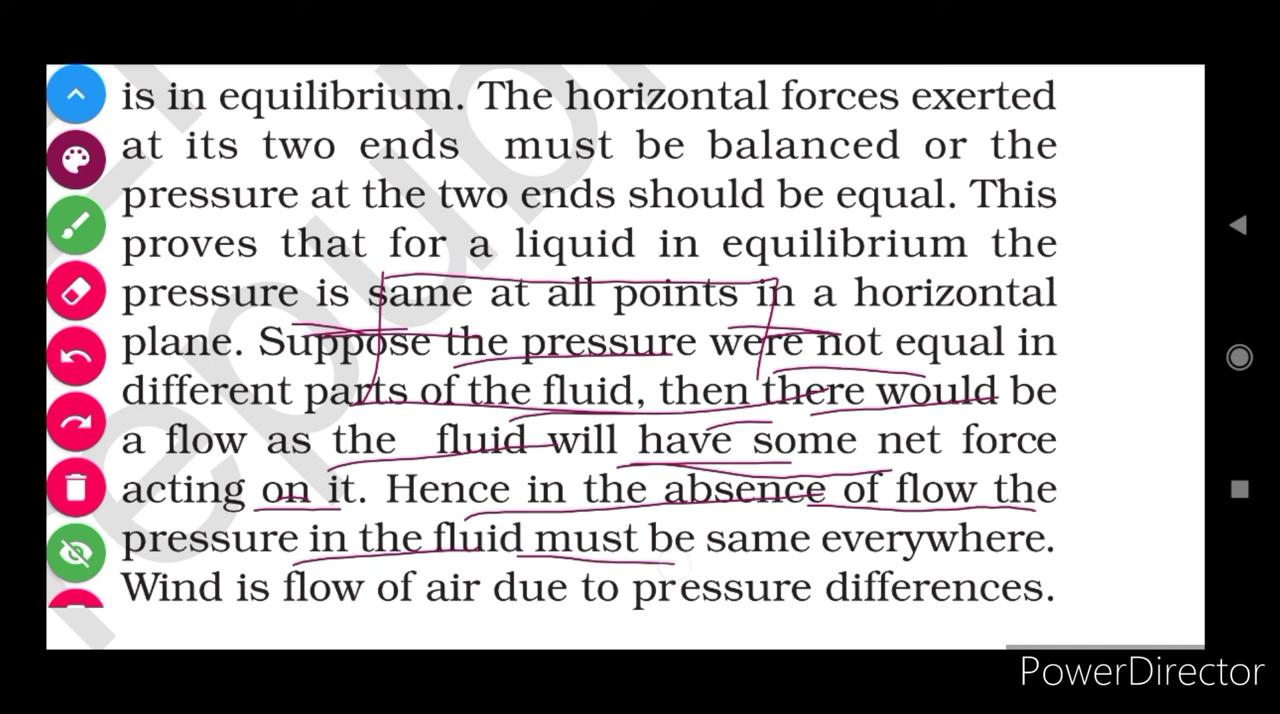 is in equilibrium. The horizontal forces exerted
at its two ends must be balanced or the
pressure at the two ends should be equal. This
proves that for a liquid in equilibrium the
pressure is same at all points in a horizontal
plane. Suppose the pressure were not equal in
different parts of the fluid, then there would be
a flow as the fluid will have some net force
acting on it. Hence in the absence of flow the
pressure in the fluid must be same everywhere.
Wind is flow of air due to pressure differences.
PowerDirector